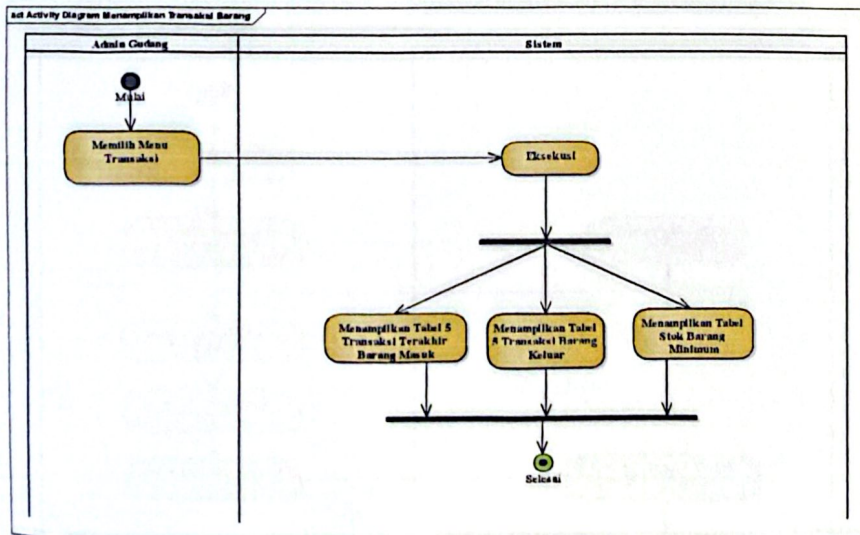 act Activity Diagram Menampilkan Transaksi Barang
Admin Gudang
Sistem
Mulai
Memilih Menu
Transaksi
Eksekusi
Menampilkan Tabel 5
Transaksi Terakhir
Barang Masuk
Menampilkan Tabel
5 Transaksi Barang
Keluar
Menampilkan Tabel
Stok Barang
Minimum
Selesai